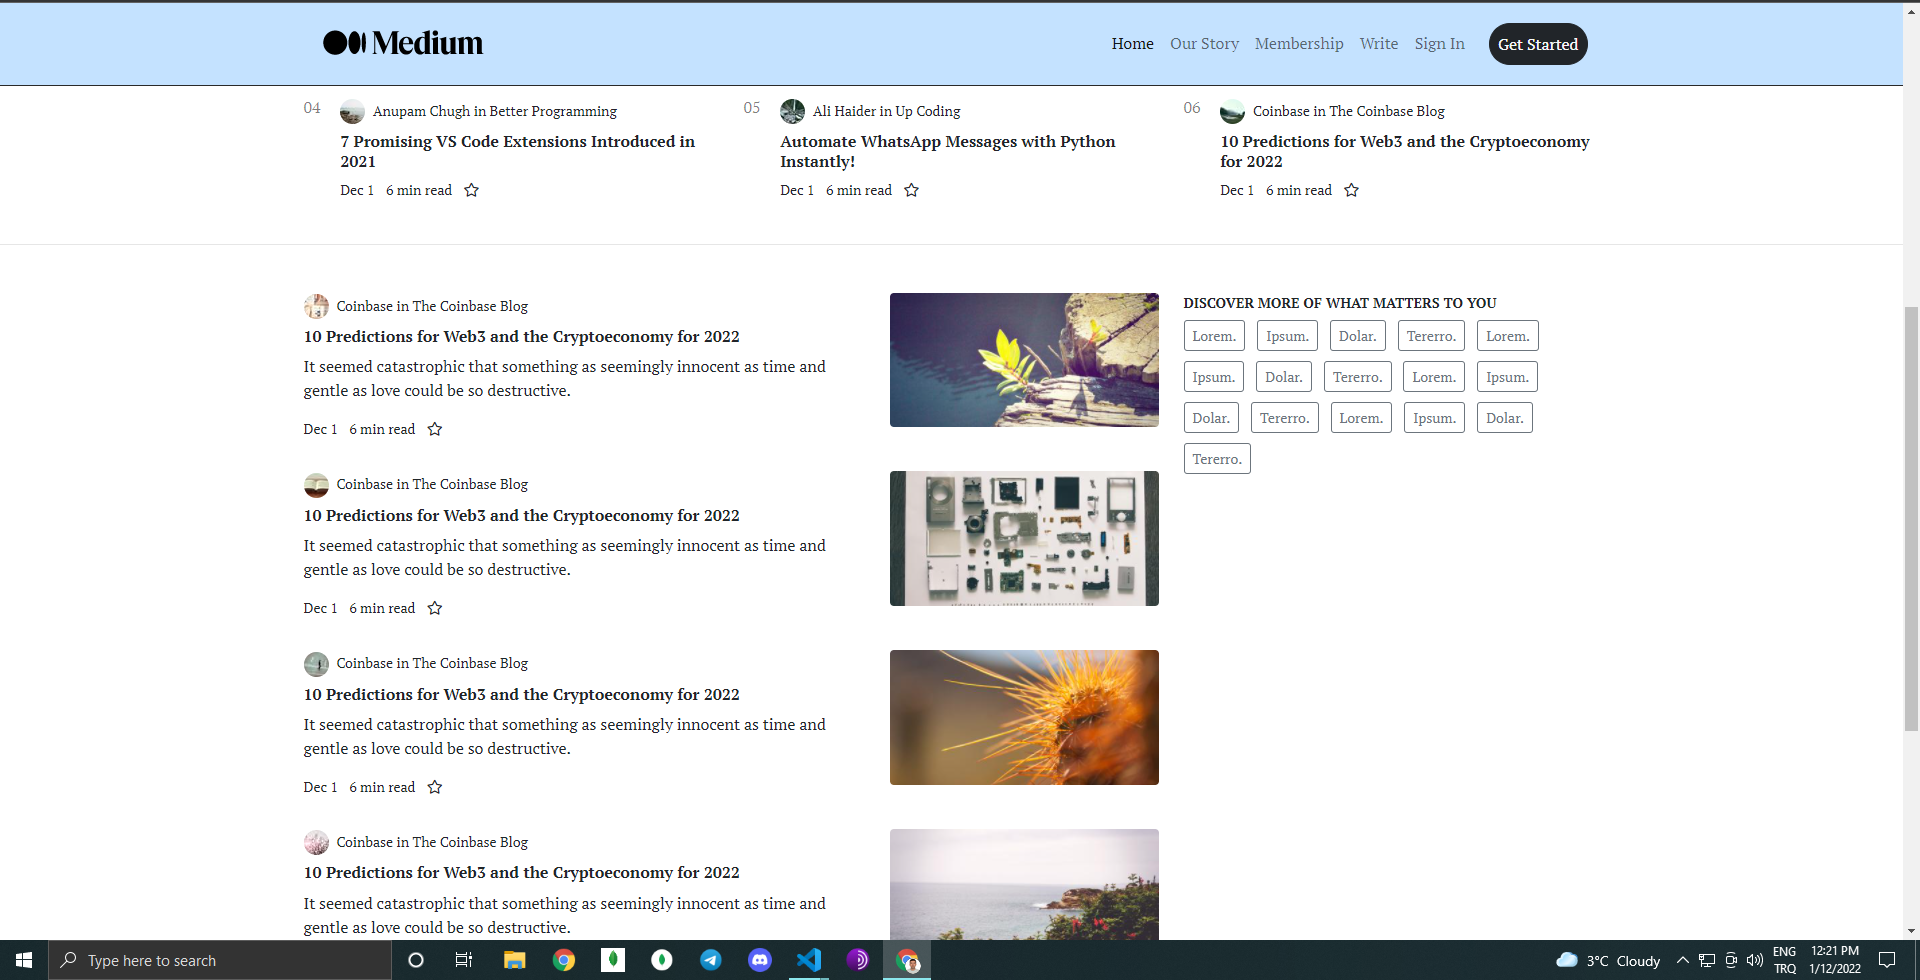 Medium
Home Our Story Membership Write Sign In Get Started
04
Anupam Chugh in Better Programming
7 Promising VS Code Extensions Introduced in
2021
Dec 1 6 min read
05
Ali Haider in Up Coding
Automate WhatsApp Messages with Python
Instantly!
Dec 1 6 min read
06
Coinbase in The Coinbase Blog
10 Predictions for Web3 and the Cryptoeconomy
for 2022
Dec 1 6 min read
Coinbase in The Coinbase Blog
10 Predictions for Web3 and the Cryptoeconomy for 2022
It seemed catastrophic that something as seemingly innocent as time and
gentle as love could be so destructive.
Dec 1 6 min read
Coinbase in The Coinbase Blog
10 Predictions for Web3 and the Cryptoeconomy for 2022
It seemed catastrophic that something as seemingly innocent as time and
gentle as love could be so destructive.
Dec 1 6 min read
Coinbase in The Coinbase Blog
10 Predictions for Web3 and the Cryptoeconomy for 2022
It seemed catastrophic that something as seemingly innocent as time and
gentle as love could be so destructive.
Dec 1 6 min read
Coinbase in The Coinbase Blog
10 Predictions for Web3 and the Cryptoeconomy for 2022
It seemed catastrophic that something as seemingly innocent as time and
gentle as love could be so destructive.
DISCOVER MORE OF WHAT MATTERS TO YOU
Lorem. Ipsum. Dolar. Tererro. Lorem.
Ipsum. Dolar. Tererro. Lorem. Ipsum.
Dolar. Tererro. Lorem. Ipsum. Dolar.
Tererro.
Type here to search
3°C Cloudy
ENG
TRQ
12:21 PM
1/12/2022